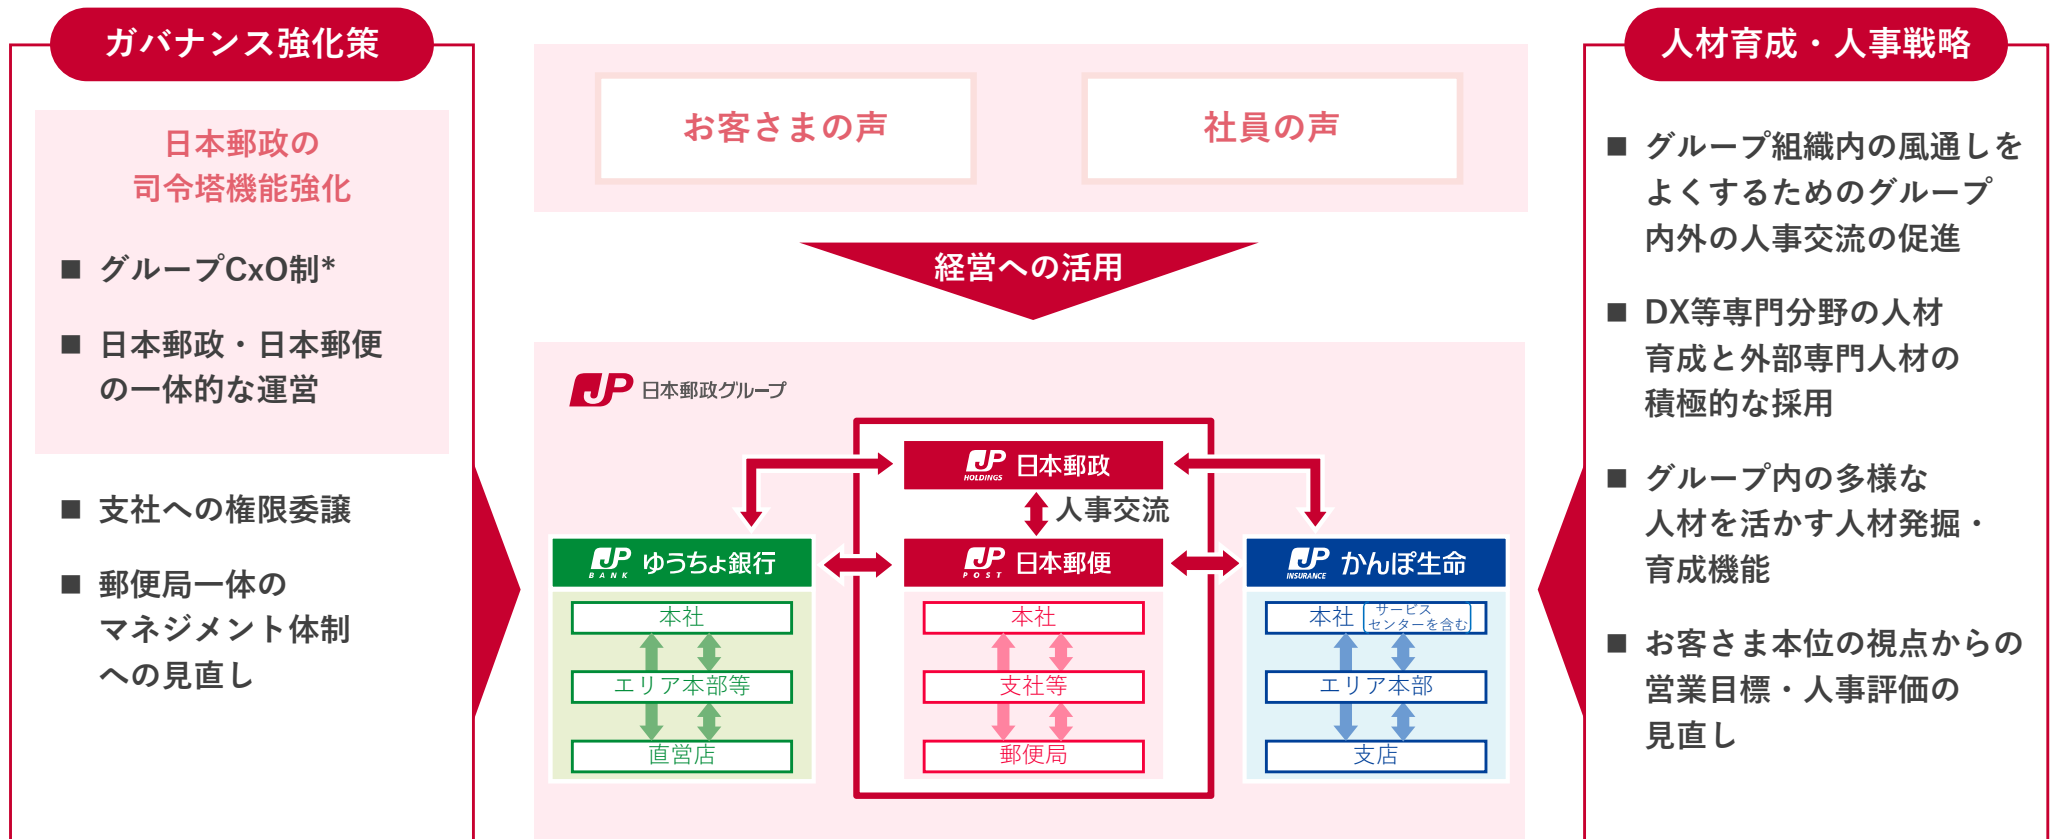 ガバナンス強化策
日本郵政の
司令塔機能強化
■ グループCxO制*
■ 日本郵政・日本郵便
の一体的な運営
■ 支社への権限委譲
■ 郵便局一体の
マネジメント体制
への見直し
お客さまの声
社員の声
経営への活用
JP 日本郵政グループ
JP HOLDINGS 日本郵政
人事交流
JP BANK ゆうちょ銀行
本社
エリア本部等
直営店
JP POST 日本郵便
本社
支社等
郵便局
JP INSURANCE かんぽ生命
本社 サービス
センターを含む
エリア本部
支店
人材育成・人事戦略
■ グループ組織内の風通しを
よくするためのグループ
内外の人事交流の促進
■ DX等専門分野の人材
育成と外部専門人材の
積極的な採用
■ グループ内の多様な
人材を活かす人材発掘・
育成機能
■ お客さま本位の視点からの
営業目標・人事評価の
見直し